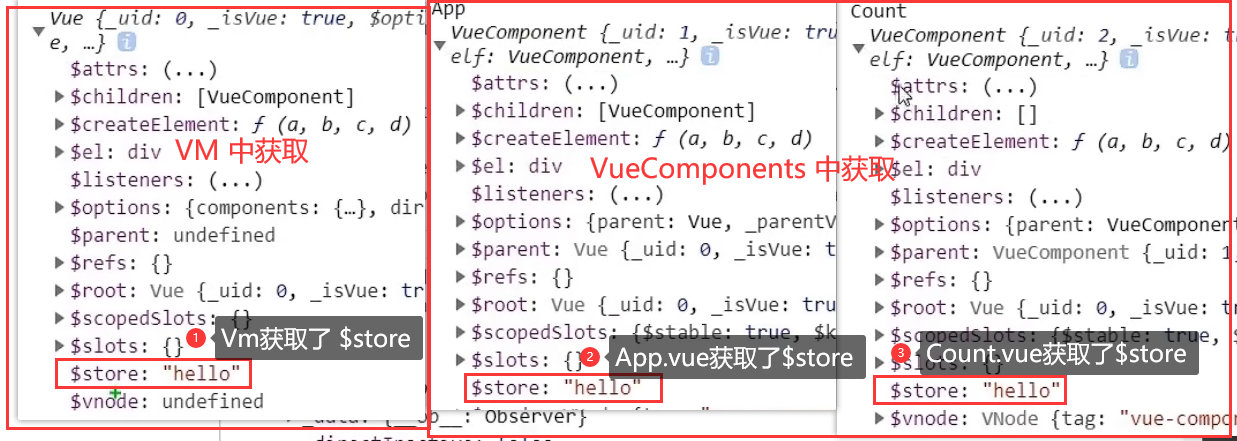 Vue {_uid: 0, _isVue: true, $optio
e, …} i
$attrs: (...)
$children: [VueComponent]
$createElement: ƒ (a, b, c, d)
$el: div
VM 中获取
$listeners: (...)
$options: {components: {…}, dir
$parent: undefined
$refs: {}
$root: Vue {_uid: 0, _isVue: tr
$scopedSlots: {}
$slots: {}
1 Vm获取了 $store
$store: "hello"
$vnode: undefined
App
VueComponent {_uid: 1, _isVue: tru
elf: VueComponent, …} i
$attrs: (...)
$children: [VueComponent]
$createElement: ƒ (a, b, c, d)
$el: div
VueComponents 中获取
$listeners: (...)
$options: {parent: Vue, _parentV
$parent: Vue {_uid: 0, _isVue: t
$refs: {}
$root: Vue {_uid: 0, _isVue: tru
$scopedSlots: {$stable: true, $k
$slots: {}
2 App.vue获取了$store
$store: "hello"
Count
VueComponent {_uid: 2, _isVue: tr
elf: VueComponent, …} i
$attrs: (...)
$children: []
$createElement: ƒ (a, b, c, d)
$el: div
$listeners: (...)
$options: {parent: VueComponent
$parent: VueComponent {_uid: 1,
$refs: {}
$root: Vue {_uid: 0, _isVue: tru
$scopedSlots: {$stable: true, $
$slots: {}
3 Count.vue获取了$store
$store: "hello"
$vnode: VNode {tag: "vue-compo
_data: {__ob__: Observer}